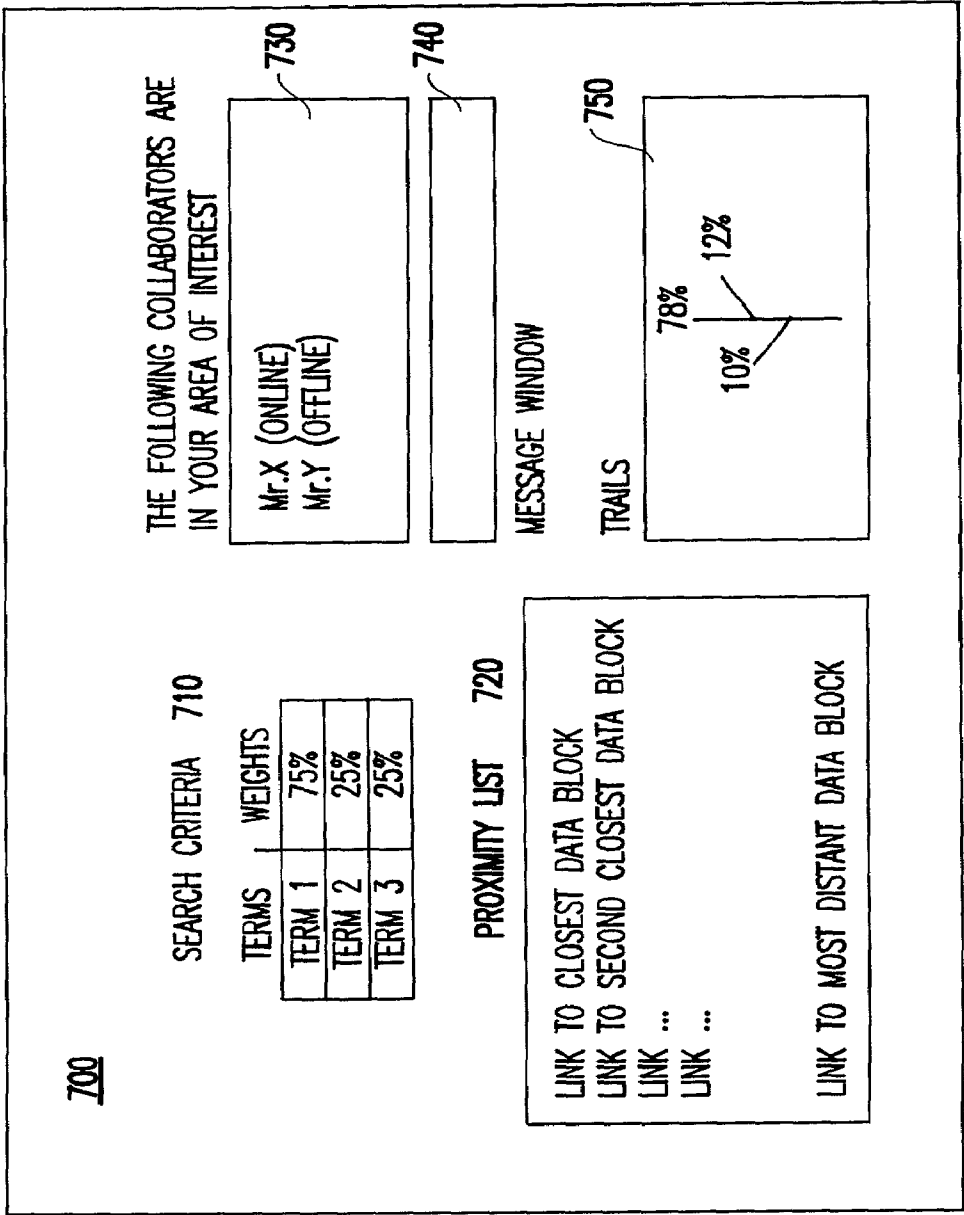 700
SEARCH CRITERIA 710
TERMS WEIGHTS
TERM 1 75%
TERM 2 25%
TERM 3 25%
PROXIMITY LIST 720
LINK TO CLOSEST DATA BLOCK
LINK TO SECOND CLOSEST DATA BLOCK
LINK ...
LINK ...
LINK TO MOST DISTANT DATA BLOCK
THE FOLLOWING COLLABORATORS ARE
IN YOUR AREA OF INTEREST
730
Mr.X (ONLINE)
Mr.Y (OFFLINE)
740
MESSAGE WINDOW
TRAILS
750
78%
12%
10%